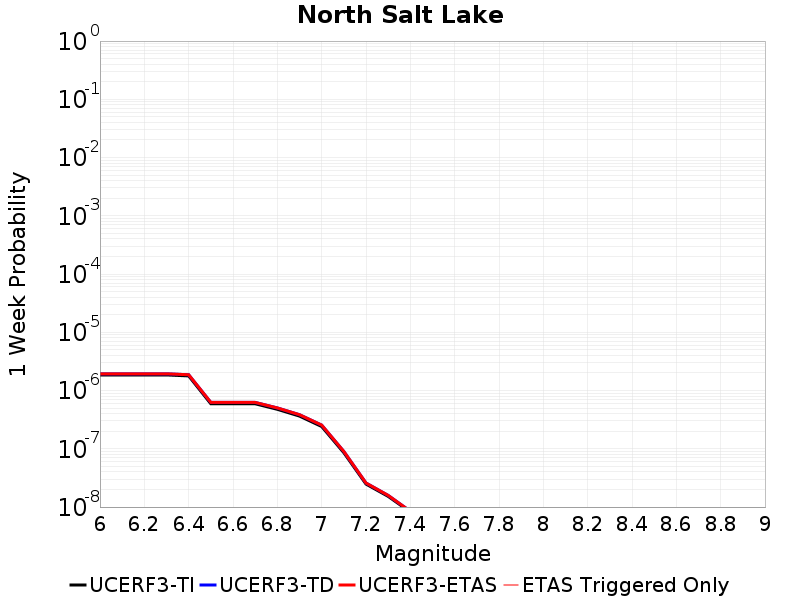 North Salt Lake
1 Week Probability
10^0
10^-1
10^-2
10^-3
10^-4
10^-5
10^-6
10^-7
10^-8
6 6.2 6.4 6.6 6.8 7 7.2 7.4 7.6 7.8 8 8.2 8.4 8.6 8.8 9
Magnitude
UCERF3-TI UCERF3-TD UCERF3-ETAS ETAS Triggered Only